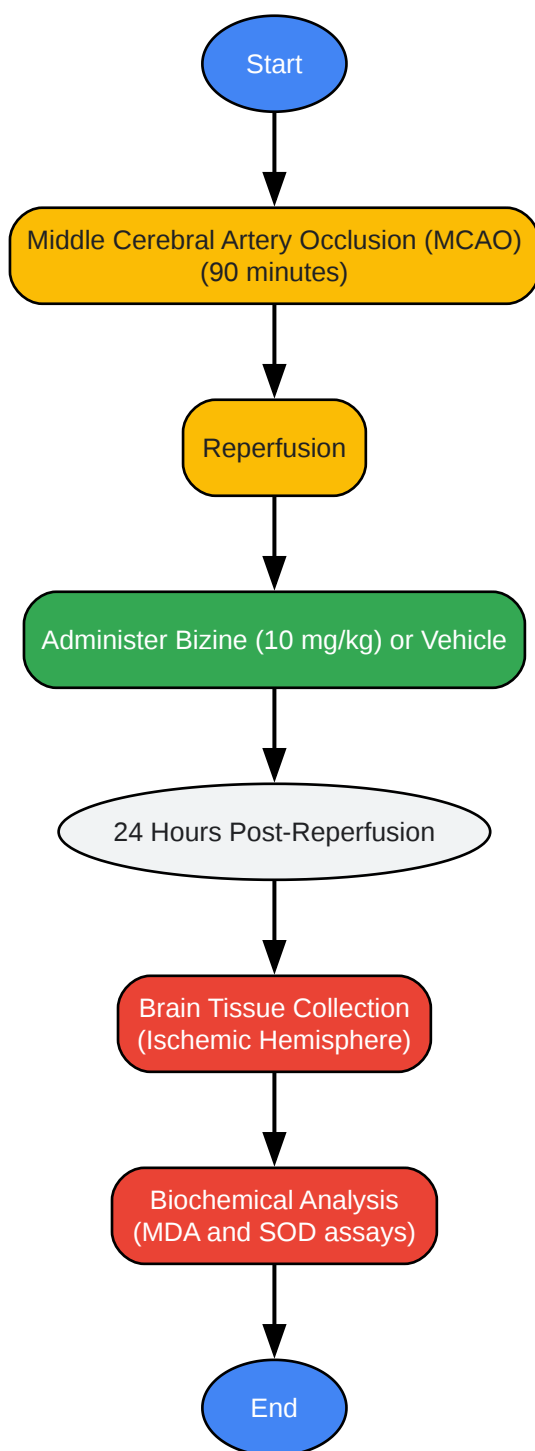 Start
Middle Cerebral Artery Occlusion (MCAO)
(90 minutes)
Reperfusion
Administer Bizine (10 mg/kg) or Vehicle
24 Hours Post-Reperfusion
Brain Tissue Collection
(Ischemic Hemisphere)
Biochemical Analysis
(MDA and SOD assays)
End